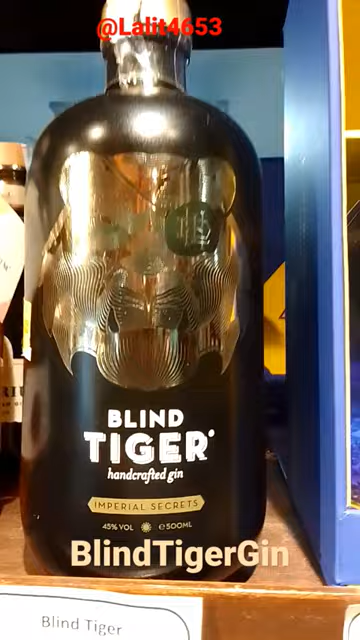 @Lalit4653
BLIND
TIGER
handcrafted gin
IMPERIAL SECRETS
45% VOL ℮500ML
BlindTigerGin
Blind Tiger